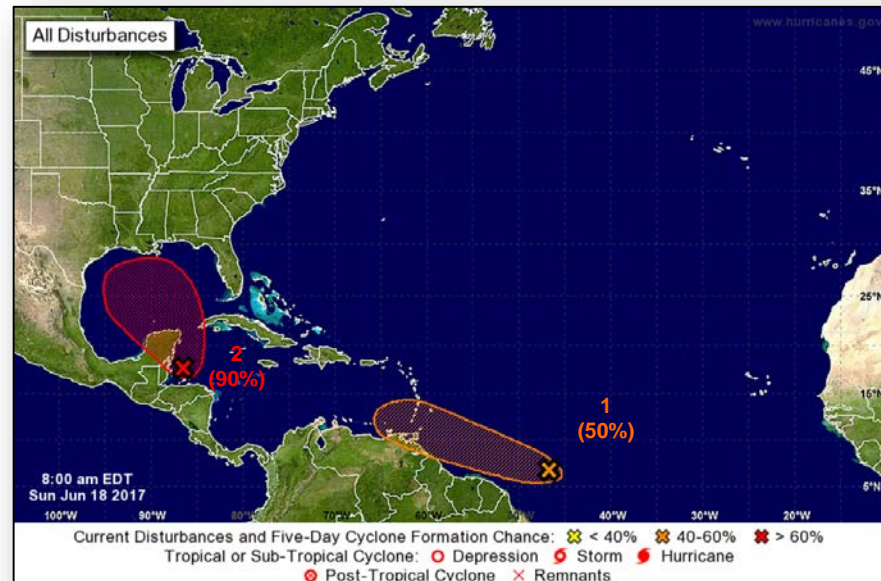 All Disturbances
www.hurricanes.gov
45°N
35°N
25°N
2
(90%)
15°N
1
(50%)
8:00 am EDT
Sun Jun 18 2017
5°N
100°W 90°W 80°W 70°W 60°W 50°W 40°W 30°W 20°W
Current Disturbances and Five-Day Cyclone Formation Chance: < 40% 40-60% > 60%
Tropical or Sub-Tropical Cyclone: Depression Storm Hurricane
Post-Tropical Cyclone Remnants